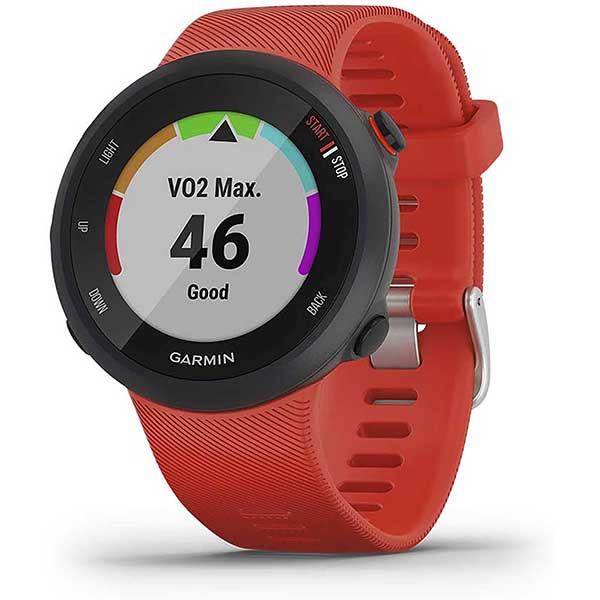 LIGHT
UP
DOWN
START
STOP
BACK
VO2 Max.
46
Good
GARMIN